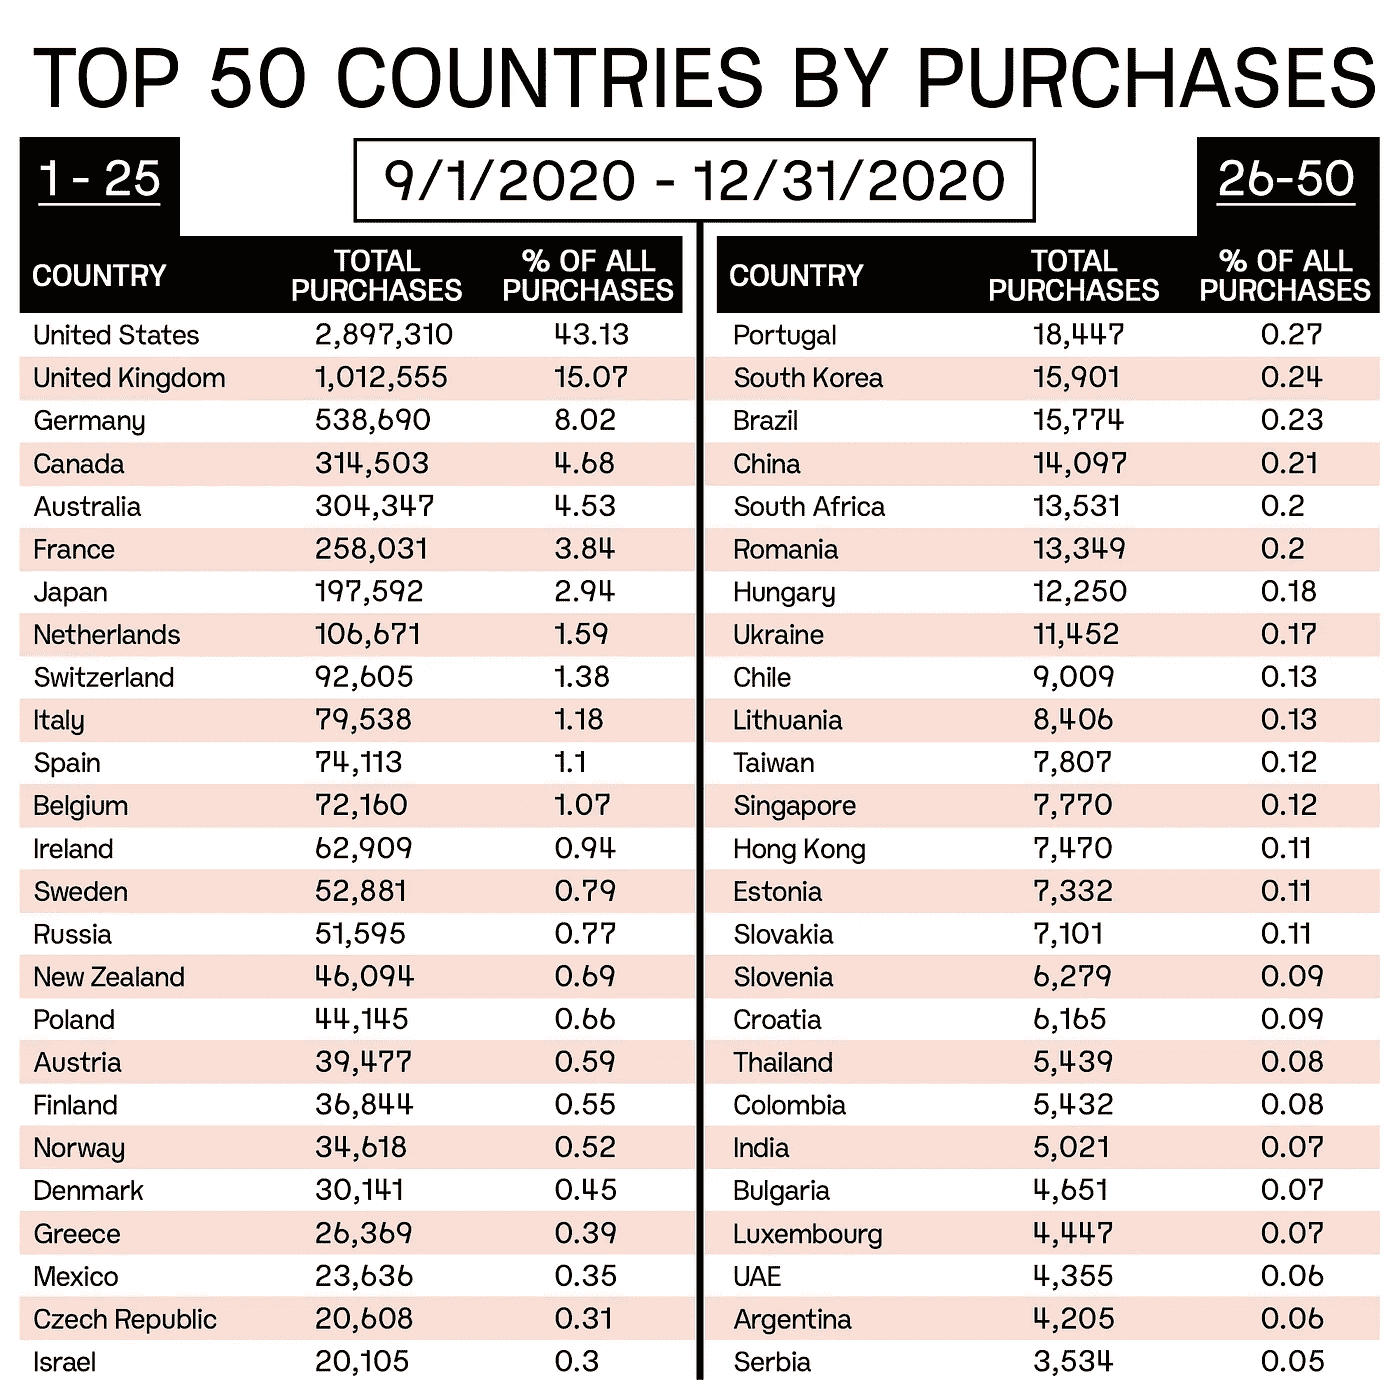 TOP 50 COUNTRIES BY PURCHASES
1 - 25
9/1/2020 - 12/31/2020
26-50
COUNTRY TOTAL PURCHASES % OF ALL PURCHASES
United States 2,897,310 43.13
United Kingdom 1,012,555 15.07
Germany 538,690 8.02
Canada 314,503 4.68
Australia 304,347 4.53
France 258,031 3.84
Japan 197,592 2.94
Netherlands 106,671 1.59
Switzerland 92,605 1.38
Italy 79,538 1.18
Spain 74,113 1.1
Belgium 72,160 1.07
Ireland 62,909 0.94
Sweden 52,881 0.79
Russia 51,595 0.77
New Zealand 46,094 0.69
Poland 44,145 0.66
Austria 39,477 0.59
Finland 36,844 0.55
Norway 34,618 0.52
Denmark 30,141 0.45
Greece 26,369 0.39
Mexico 23,636 0.35
Czech Republic 20,608 0.31
Israel 20,105 0.3
COUNTRY TOTAL PURCHASES % OF ALL PURCHASES
Portugal 18,447 0.27
South Korea 15,901 0.24
Brazil 15,774 0.23
China 14,097 0.21
South Africa 13,531 0.2
Romania 13,349 0.2
Hungary 12,250 0.18
Ukraine 11,452 0.17
Chile 9,009 0.13
Lithuania 8,406 0.13
Taiwan 7,807 0.12
Singapore 7,770 0.12
Hong Kong 7,470 0.11
Estonia 7,332 0.11
Slovakia 7,101 0.11
Slovenia 6,279 0.09
Croatia 6,165 0.09
Thailand 5,439 0.08
Colombia 5,432 0.08
India 5,021 0.07
Bulgaria 4,651 0.07
Luxembourg 4,447 0.07
UAE 4,355 0.06
Argentina 4,205 0.06
Serbia 3,534 0.05